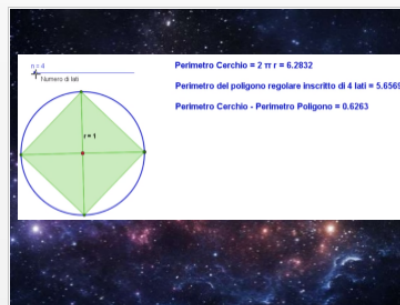 n = 4
Numero di lati
Perimetro Cerchio = 2 π r = 6.2832
Perimetro del poligono regolare inscritto di 4 lati = 5.6569
Perimetro Cerchio - Perimetro Poligono = 0.6263
r = 1